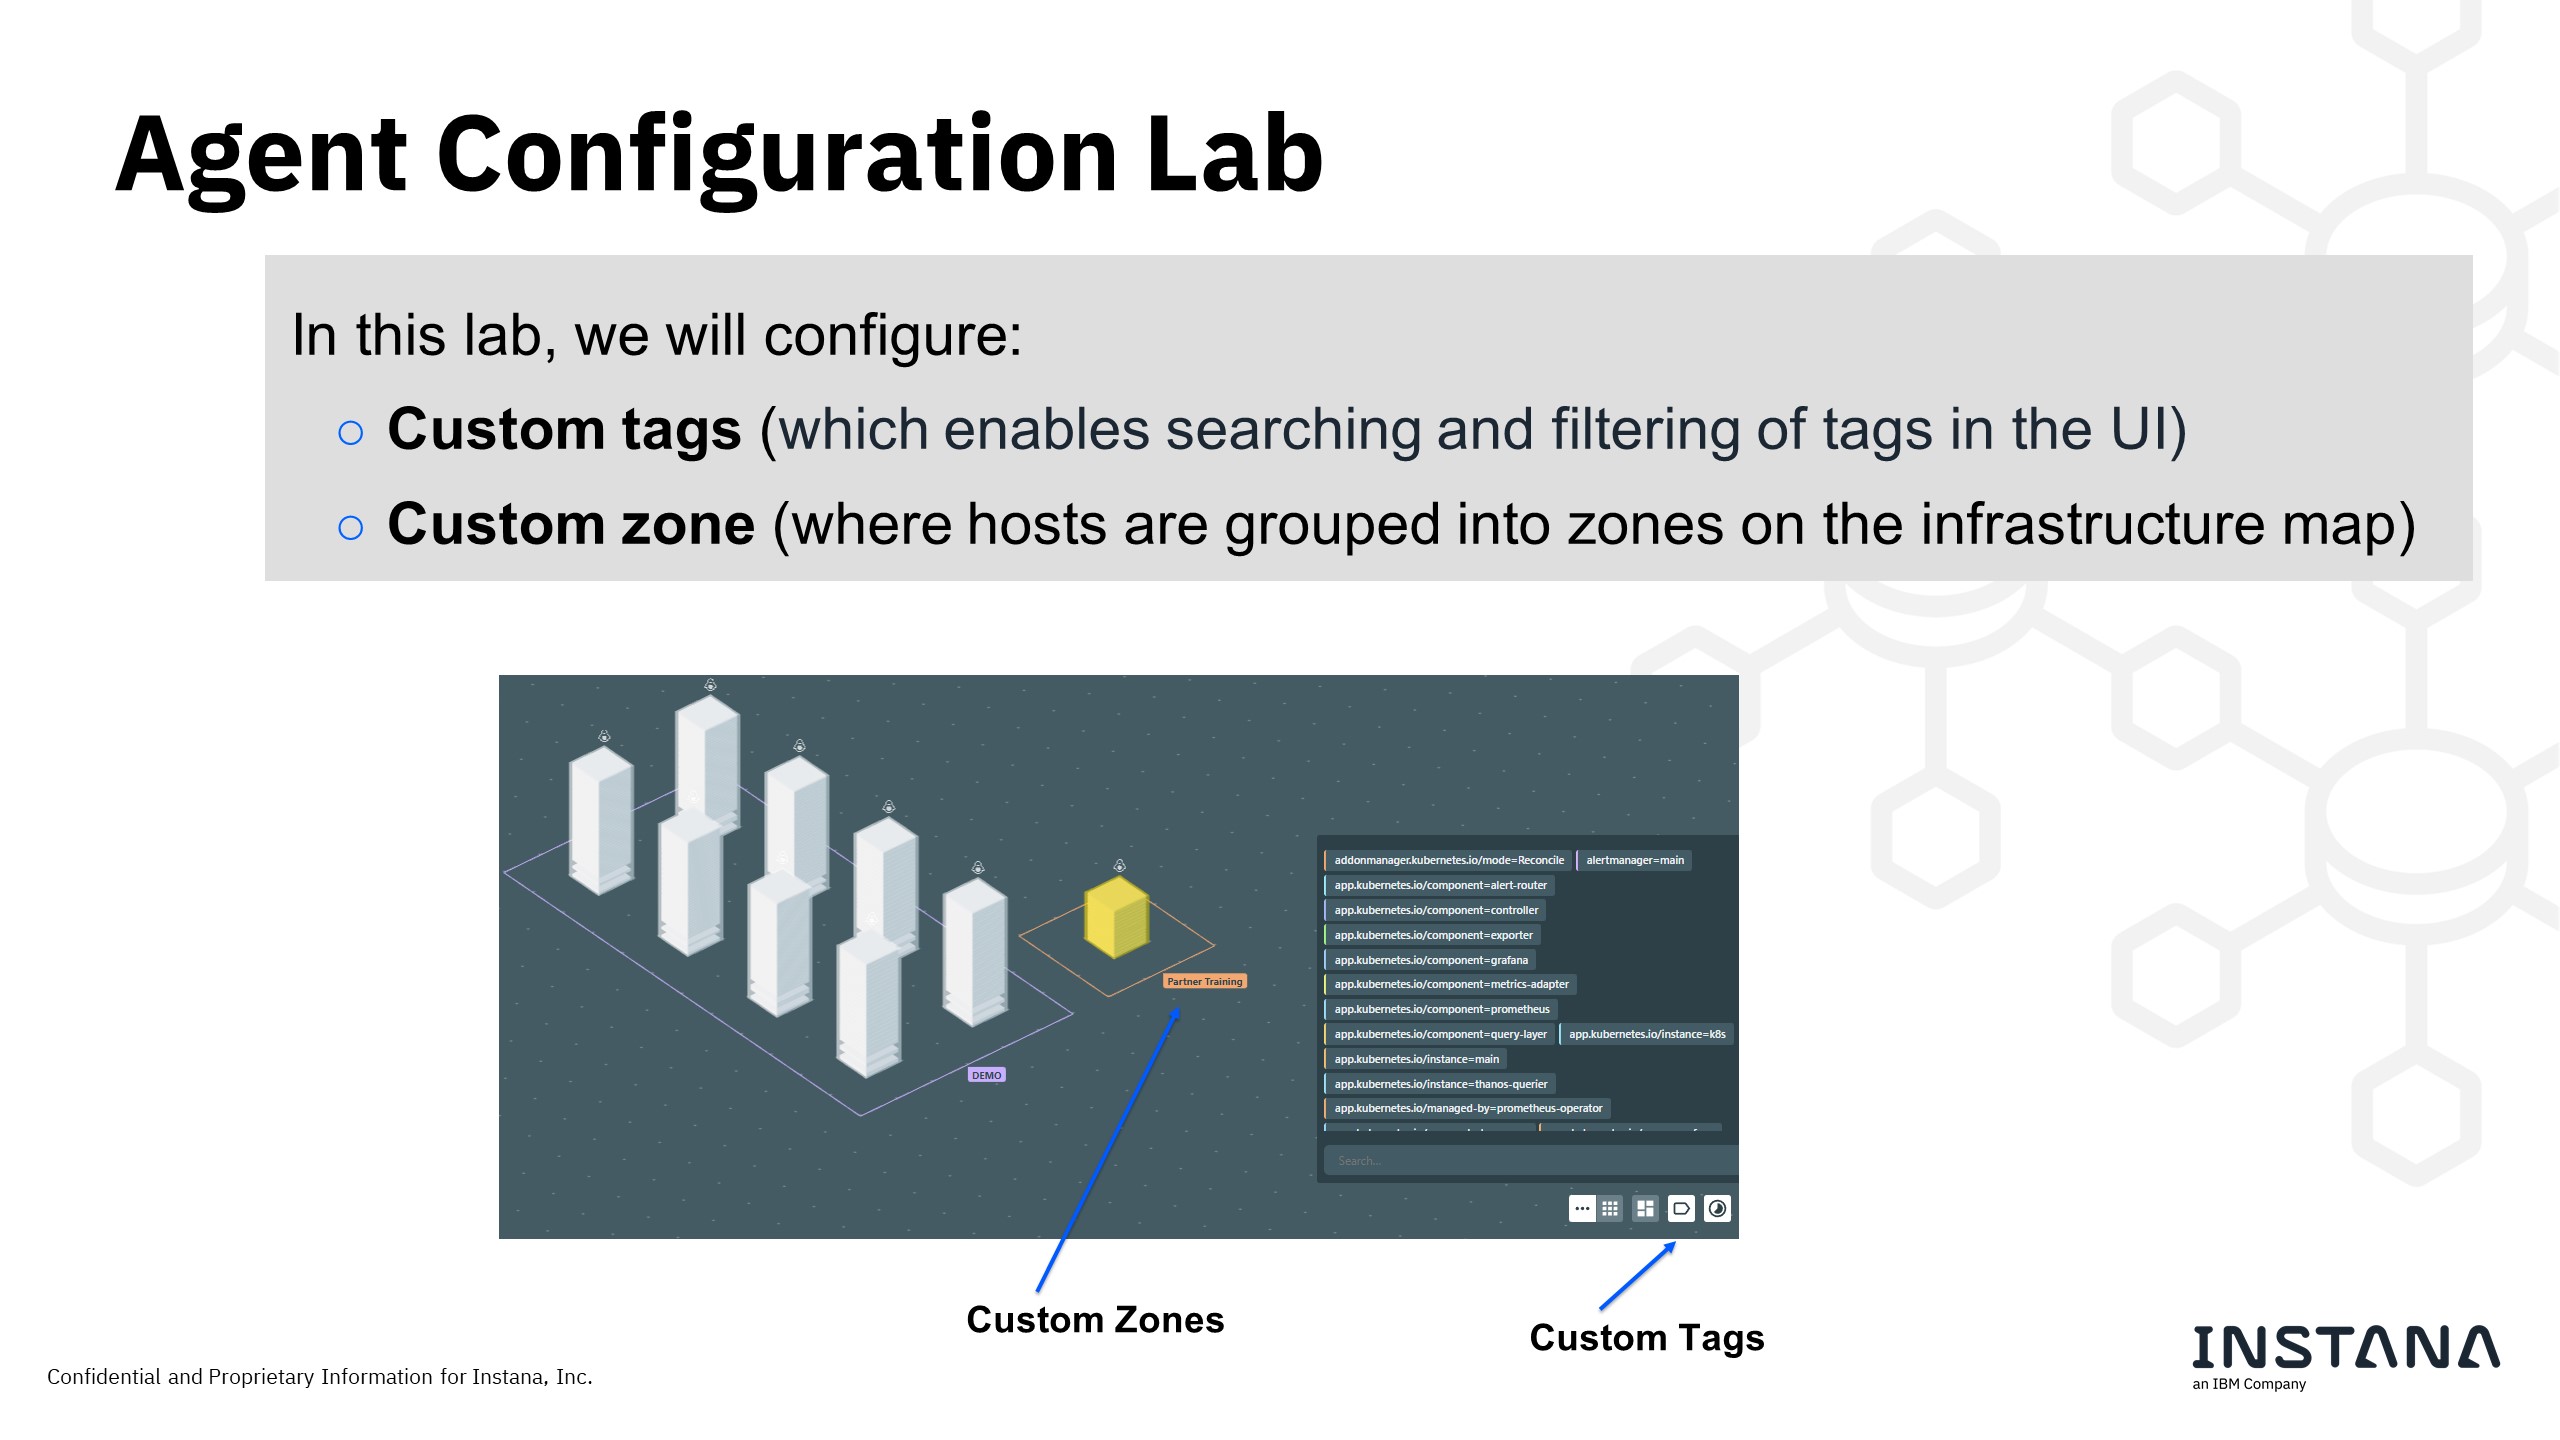 Agent Configuration Lab
In this lab, we will configure:
○ Custom tags (which enables searching and filtering of tags in the UI)
○ Custom zone (where hosts are grouped into zones on the infrastructure map)
addonmanager.kubernetes.io/mode=Reconcile alertmanager=main
app.kubernetes.io/component=alert-router
app.kubernetes.io/component=controller
app.kubernetes.io/component=exporter
app.kubernetes.io/component=grafana
app.kubernetes.io/component=metrics-adapter
app.kubernetes.io/component=prometheus
app.kubernetes.io/component=query-layer app.kubernetes.io/instance=k8s
app.kubernetes.io/instance=main
app.kubernetes.io/instance=thanos-querier
app.kubernetes.io/managed-by=prometheus-operator
Search...
Partner Training
DEMO
Custom Zones
Custom Tags
Confidential and Proprietary Information for Instana, Inc.
INSTANA
an IBM Company